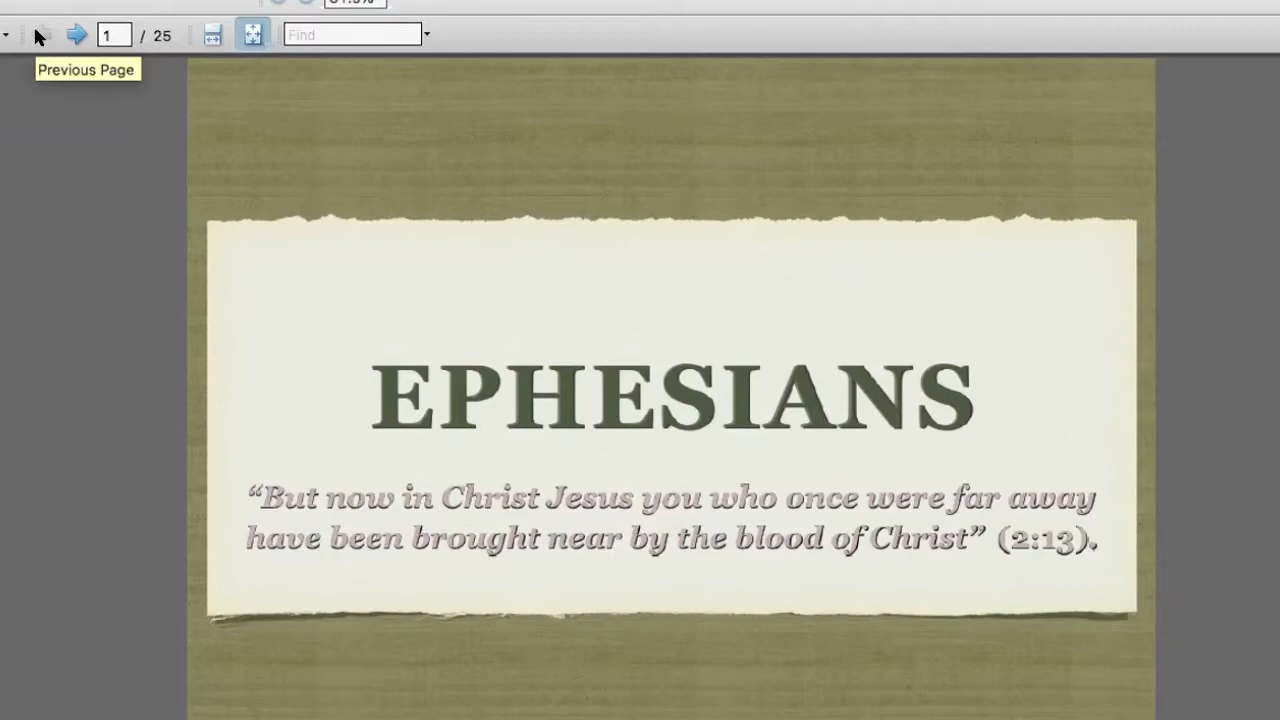 1 / 25
Find
Previous Page
EPHESIANS
“But now in Christ Jesus you who once were far away
have been brought near by the blood of Christ” (2:13).